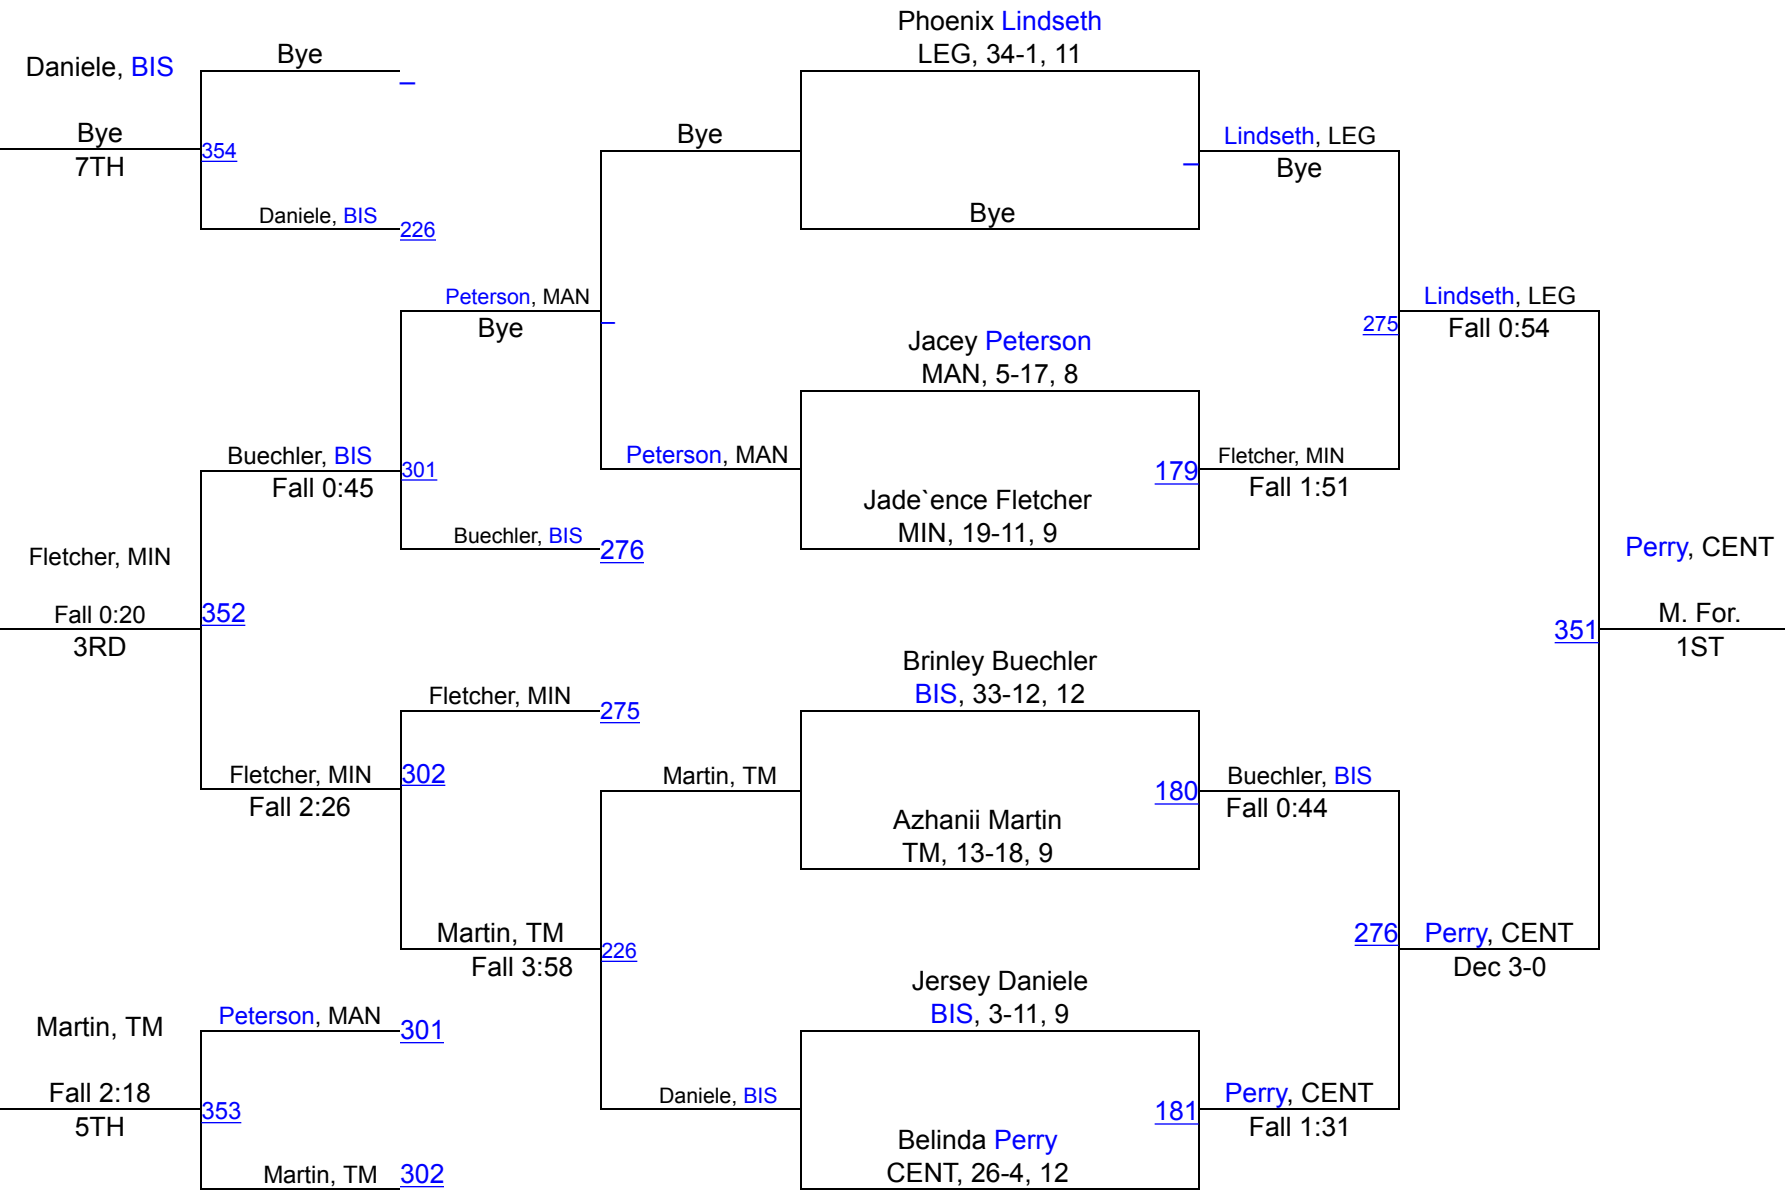 Phoenix Lindseth
LEG, 34-1, 11
Daniele, BIS
Bye
Bye
7TH
354
Daniele, BIS
226
Bye
Lindseth, LEG
Bye
Bye
Peterson, MAN
Bye
Lindseth, LEG
275
Fall 0:54
Jacey Peterson
MAN, 5-17, 8
Buechler, BIS
301
Fall 0:45
Peterson, MAN
179
Fletcher, MIN
Fall 1:51
Jade`ence Fletcher
MIN, 19-11, 9
Buechler, BIS
276
Fletcher, MIN
Fall 0:20
352
3RD
Perry, CENT
M. For.
351
1ST
Brinley Buechler
BIS, 33-12, 12
Fletcher, MIN
275
Fletcher, MIN
302
Fall 2:26
Martin, TM
180
Buechler, BIS
Fall 0:44
Azhanii Martin
TM, 13-18, 9
Martin, TM
226
Fall 3:58
276
Perry, CENT
Dec 3-0
Jersey Daniele
BIS, 3-11, 9
Martin, TM
Peterson, MAN
301
Fall 2:18
353
5TH
Daniele, BIS
181
Perry, CENT
Fall 1:31
Belinda Perry
CENT, 26-4, 12
Martin, TM
302